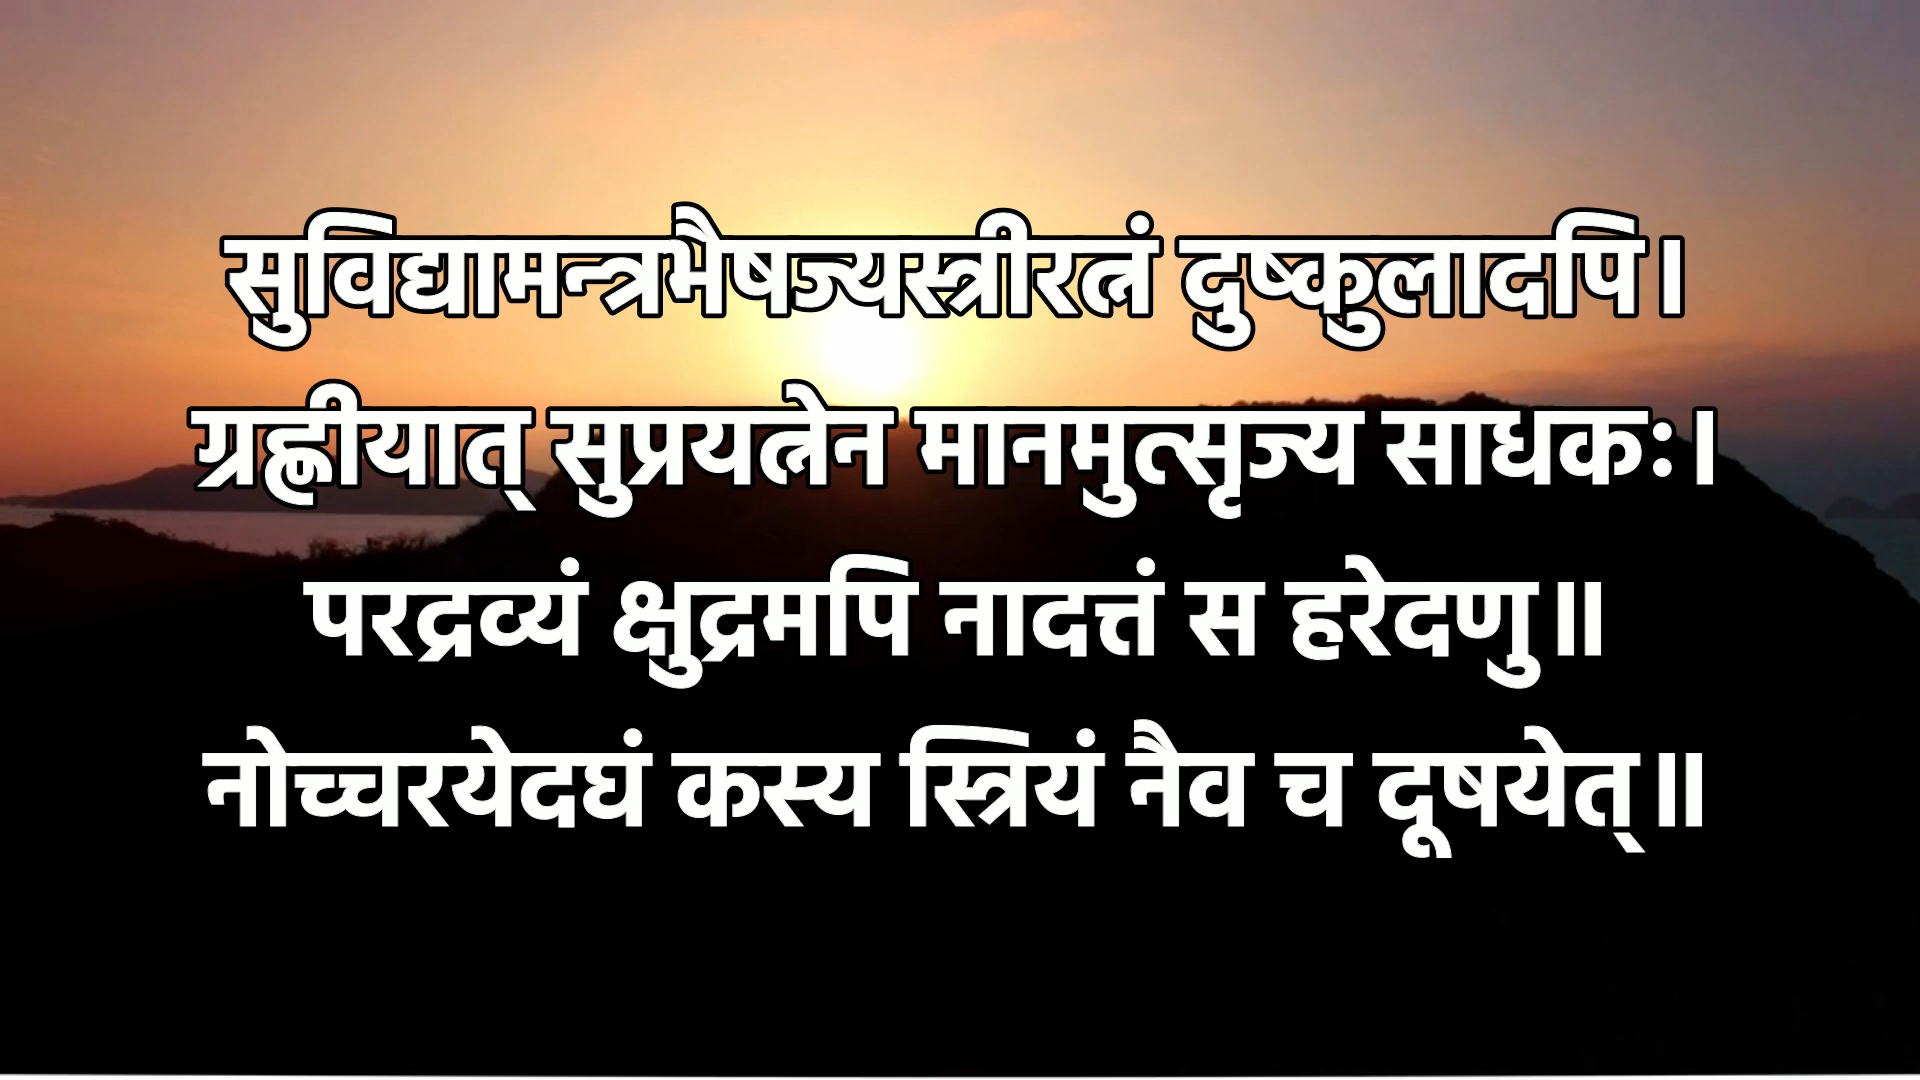 सुविद्यामन्त्रभैषज्यस्त्रीरत्नं दुष्कुलादपि।
ग्रह्णीयात् सुप्रयत्नेन मानमुत्सृज्य साधकः।
परद्रव्यं क्षुद्रमपि नादत्तं स हरेदणु॥
नोच्चरयेदघं कस्य स्त्रियं नैव च दूषयेत्॥